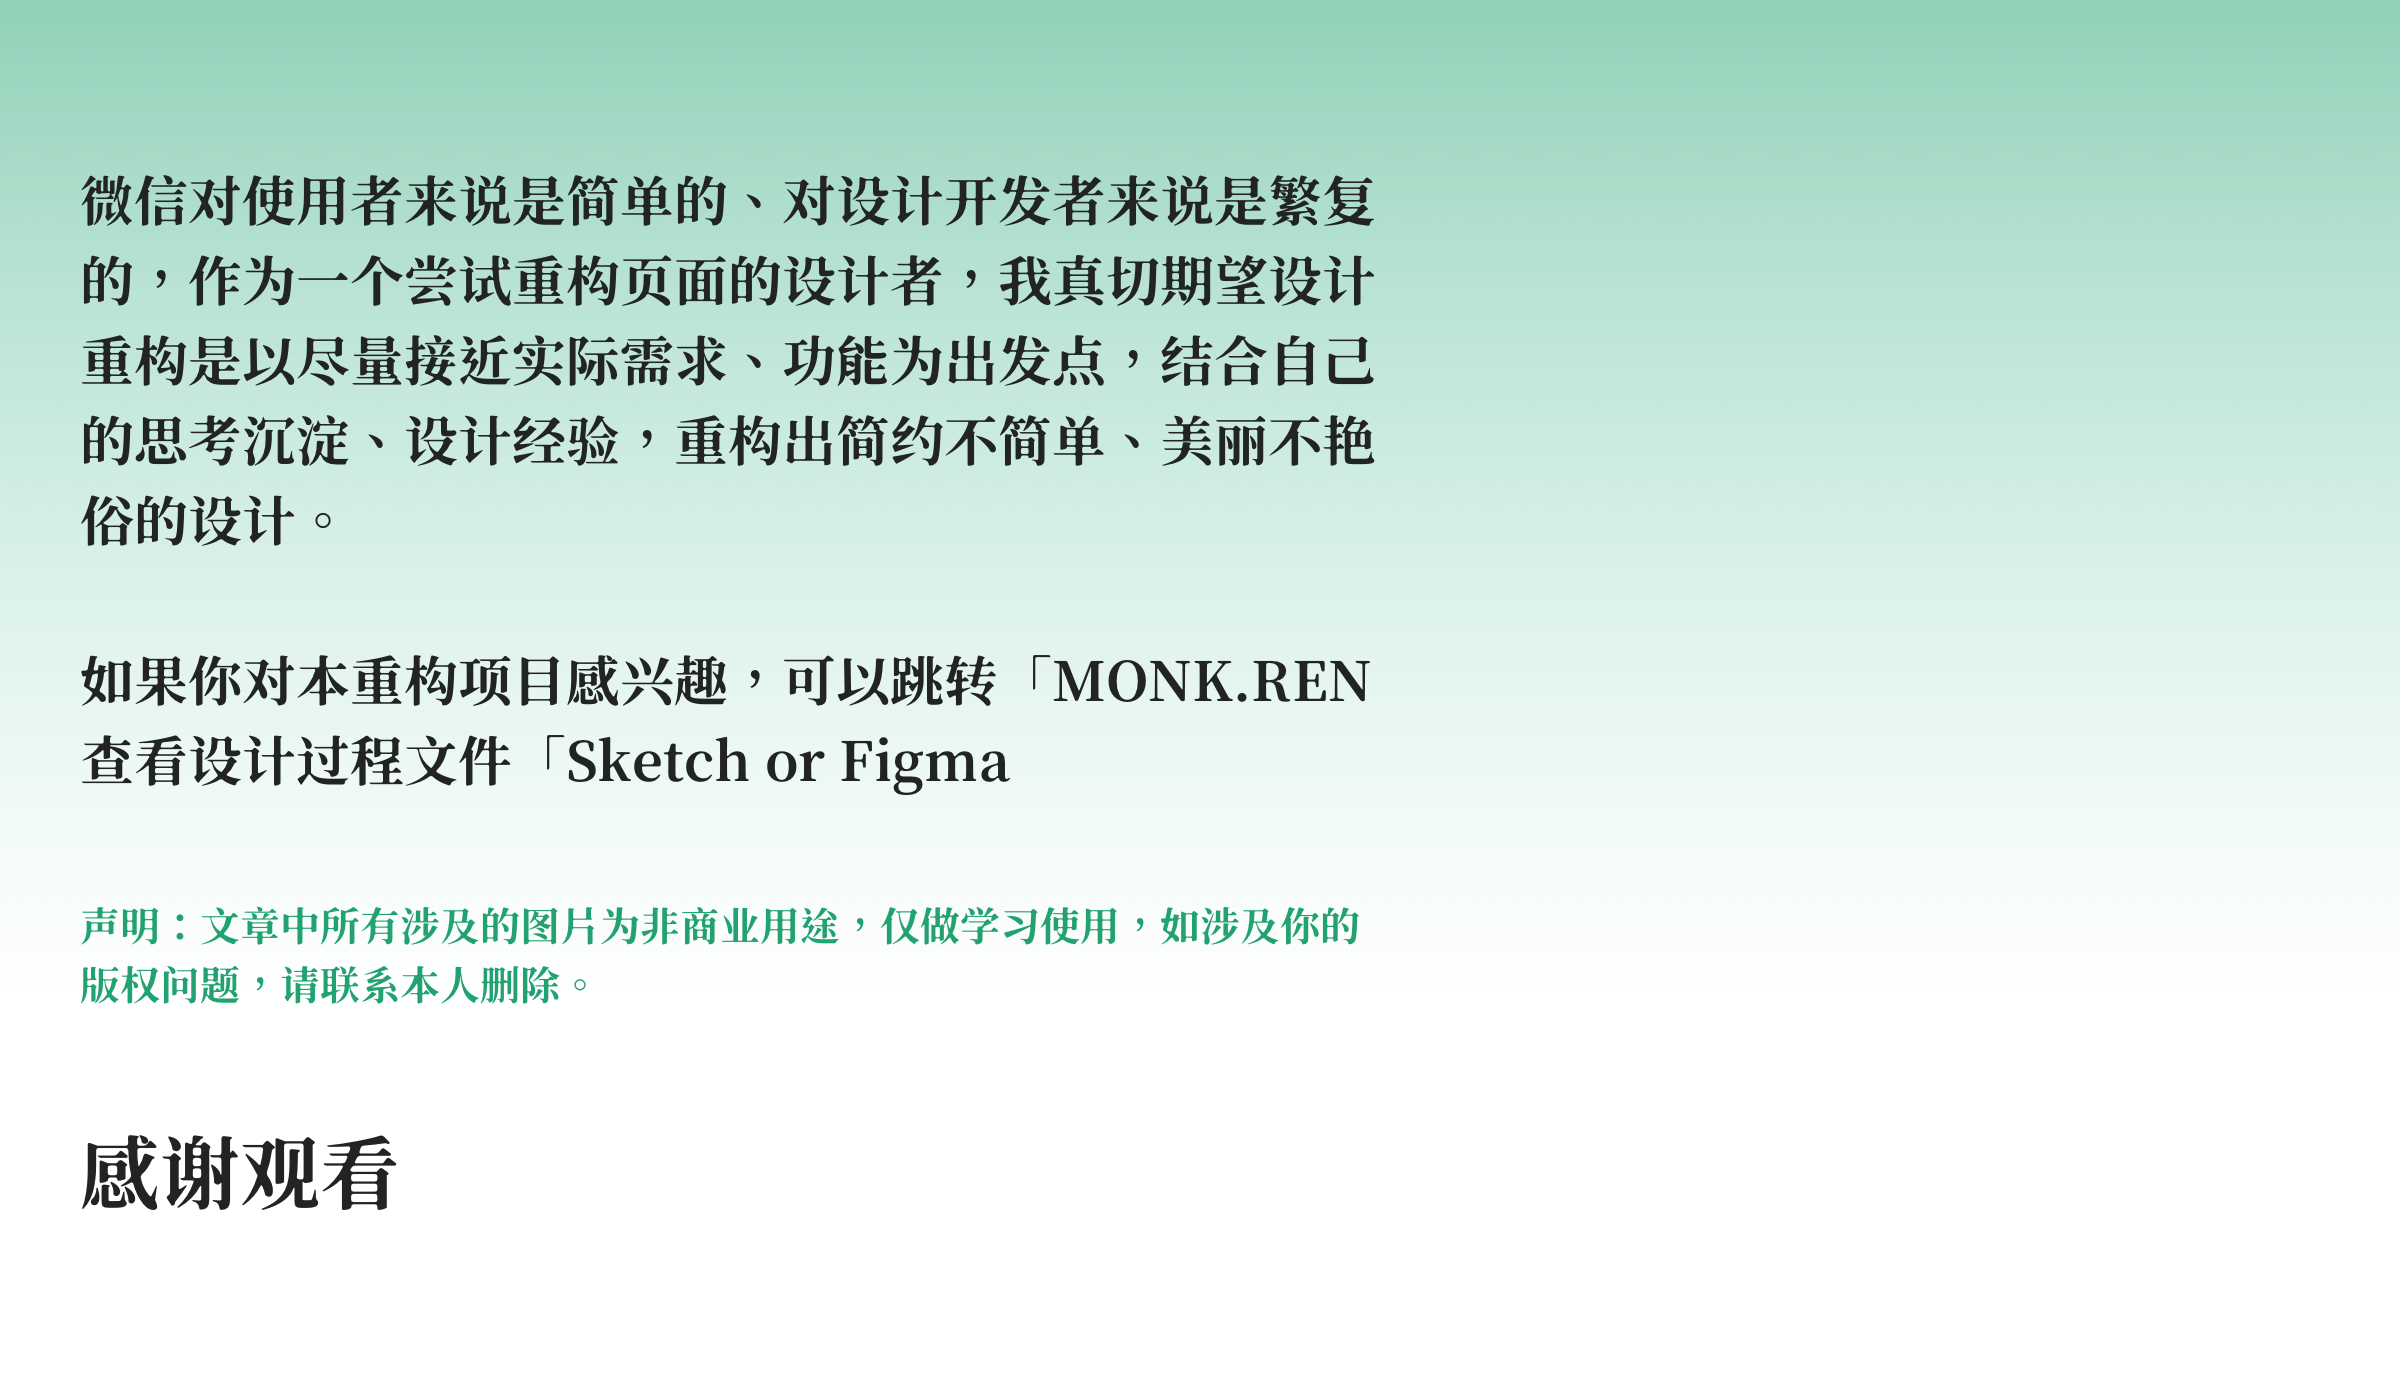 微信对使用者来说是简单的、对设计开发者来说是繁复
的，作为一个尝试重构页面的设计者，我真切期望设计
重构是以尽量接近实际需求、功能为出发点，结合自己
的思考沉淀、设计经验，重构出简约不简单、美丽不艳
俗的设计。
如果你对本重构项目感兴趣，可以跳转「MONK.REN
查看设计过程文件「Sketch or Figma
声明：文章中所有涉及的图片为非商业用途，仅做学习使用，如涉及你的
版权问题，请联系本人删除。
感谢观看